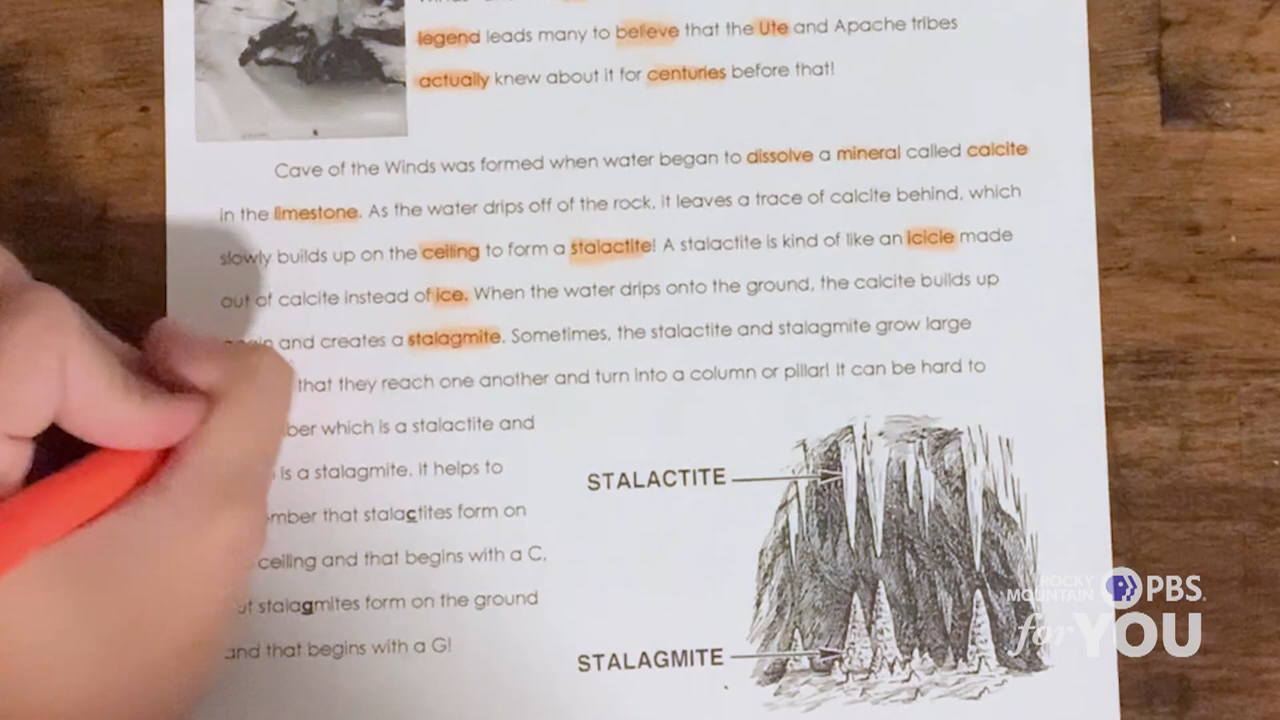 legend leads many to believe that the Ute and Apache tribes
actually knew about it for centuries before that!
Cave of the Winds was formed when water began to dissolve a mineral called calcite
in the limestone. As the water drips off of the rock, it leaves a trace of calcite behind, which
slowly builds up on the ceiling to form a stalactite! A stalactite is kind of like an icicle made
out of calcite instead of ice. When the water drips onto the ground, the calcite builds up
and creates a stalagmite. Sometimes, the stalactite and stalagmite grow large
that they reach one another and turn into a column or pillar! It can be hard to
ber which is a stalactite and
is a stalagmite. It helps to
mber that stalactites form on
ceiling and that begins with a C,
ut stalagmites form on the ground
and that begins with a G!
STALACTITE
STALAGMITE
ROCKY MOUNTAIN PBS
for YOU